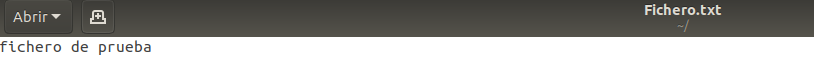 Abrir
Fichero.txt
~/
fichero de prueba